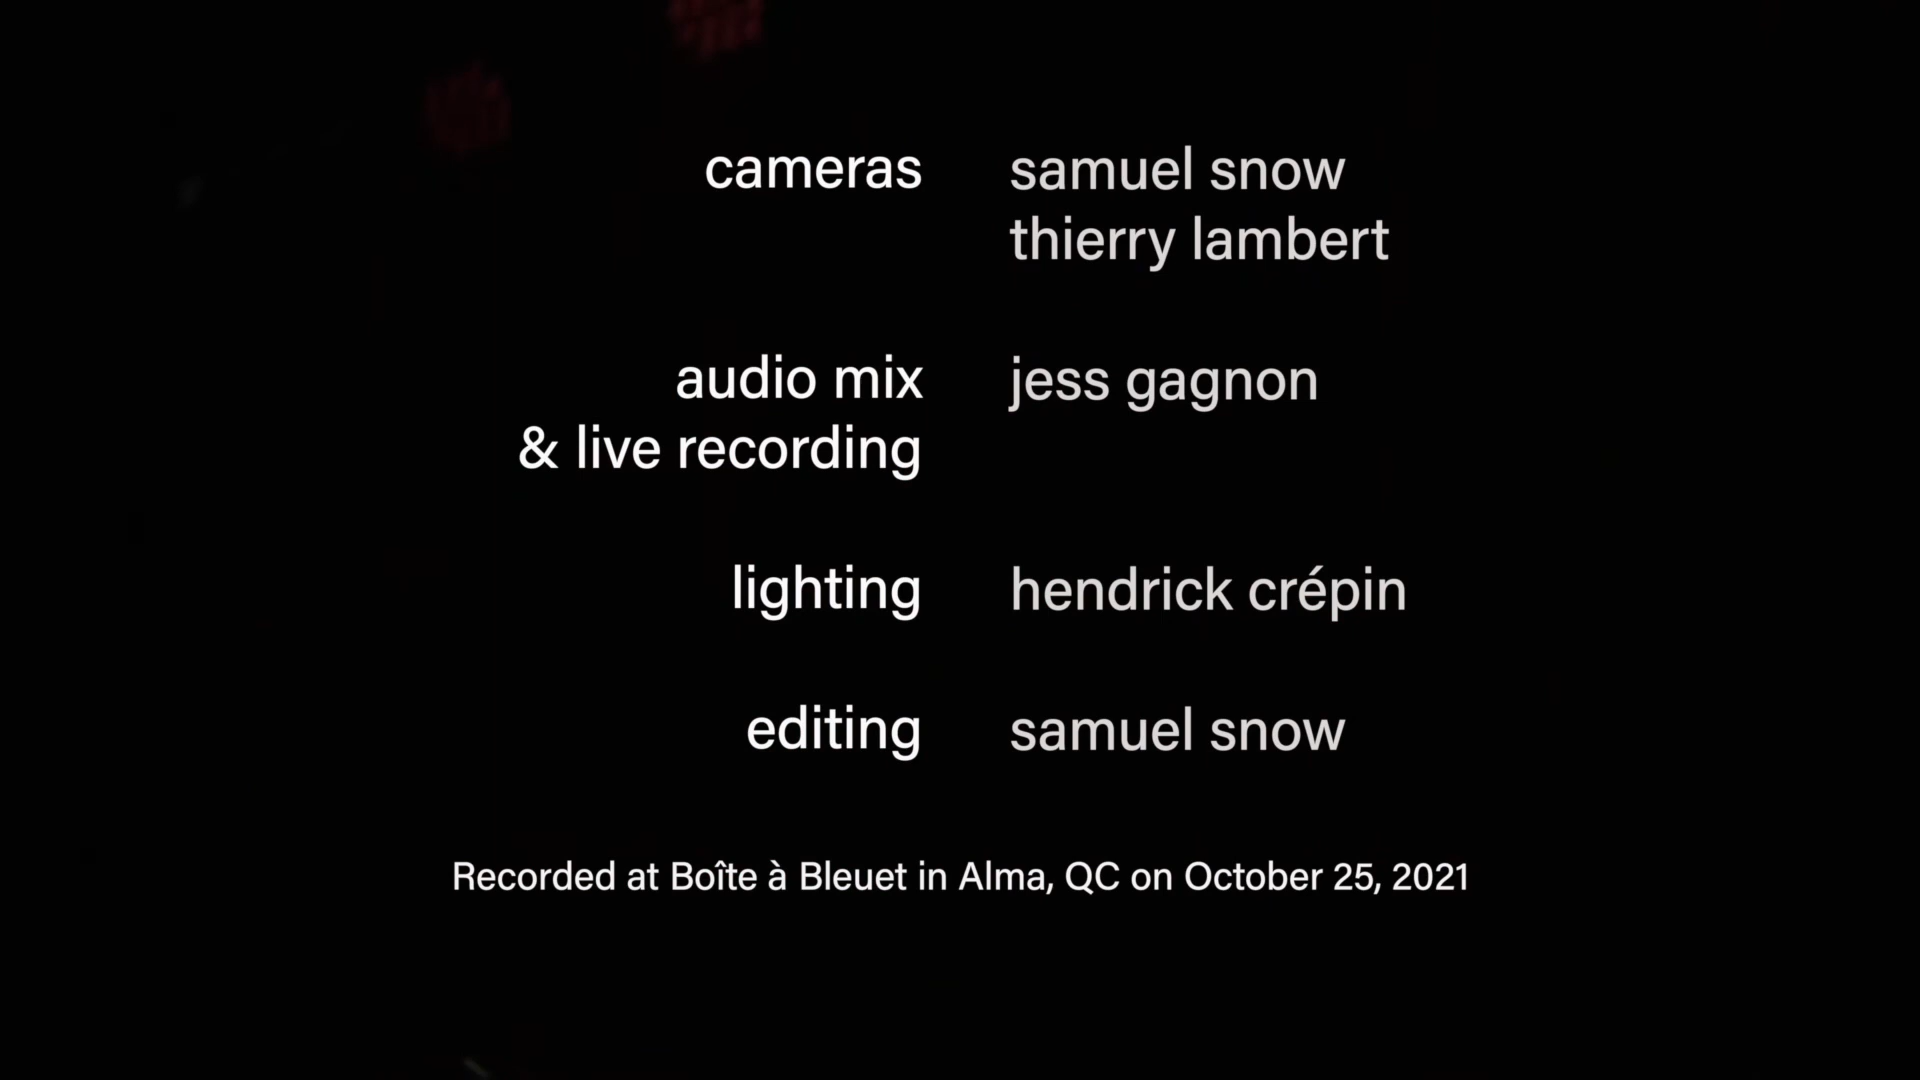 cameras samuel snow
thierry lambert
audio mix jess gagnon
& live recording
lighting hendrick crépin
editing samuel snow
Recorded at Boîte à Bleuet in Alma, QC on October 25, 2021